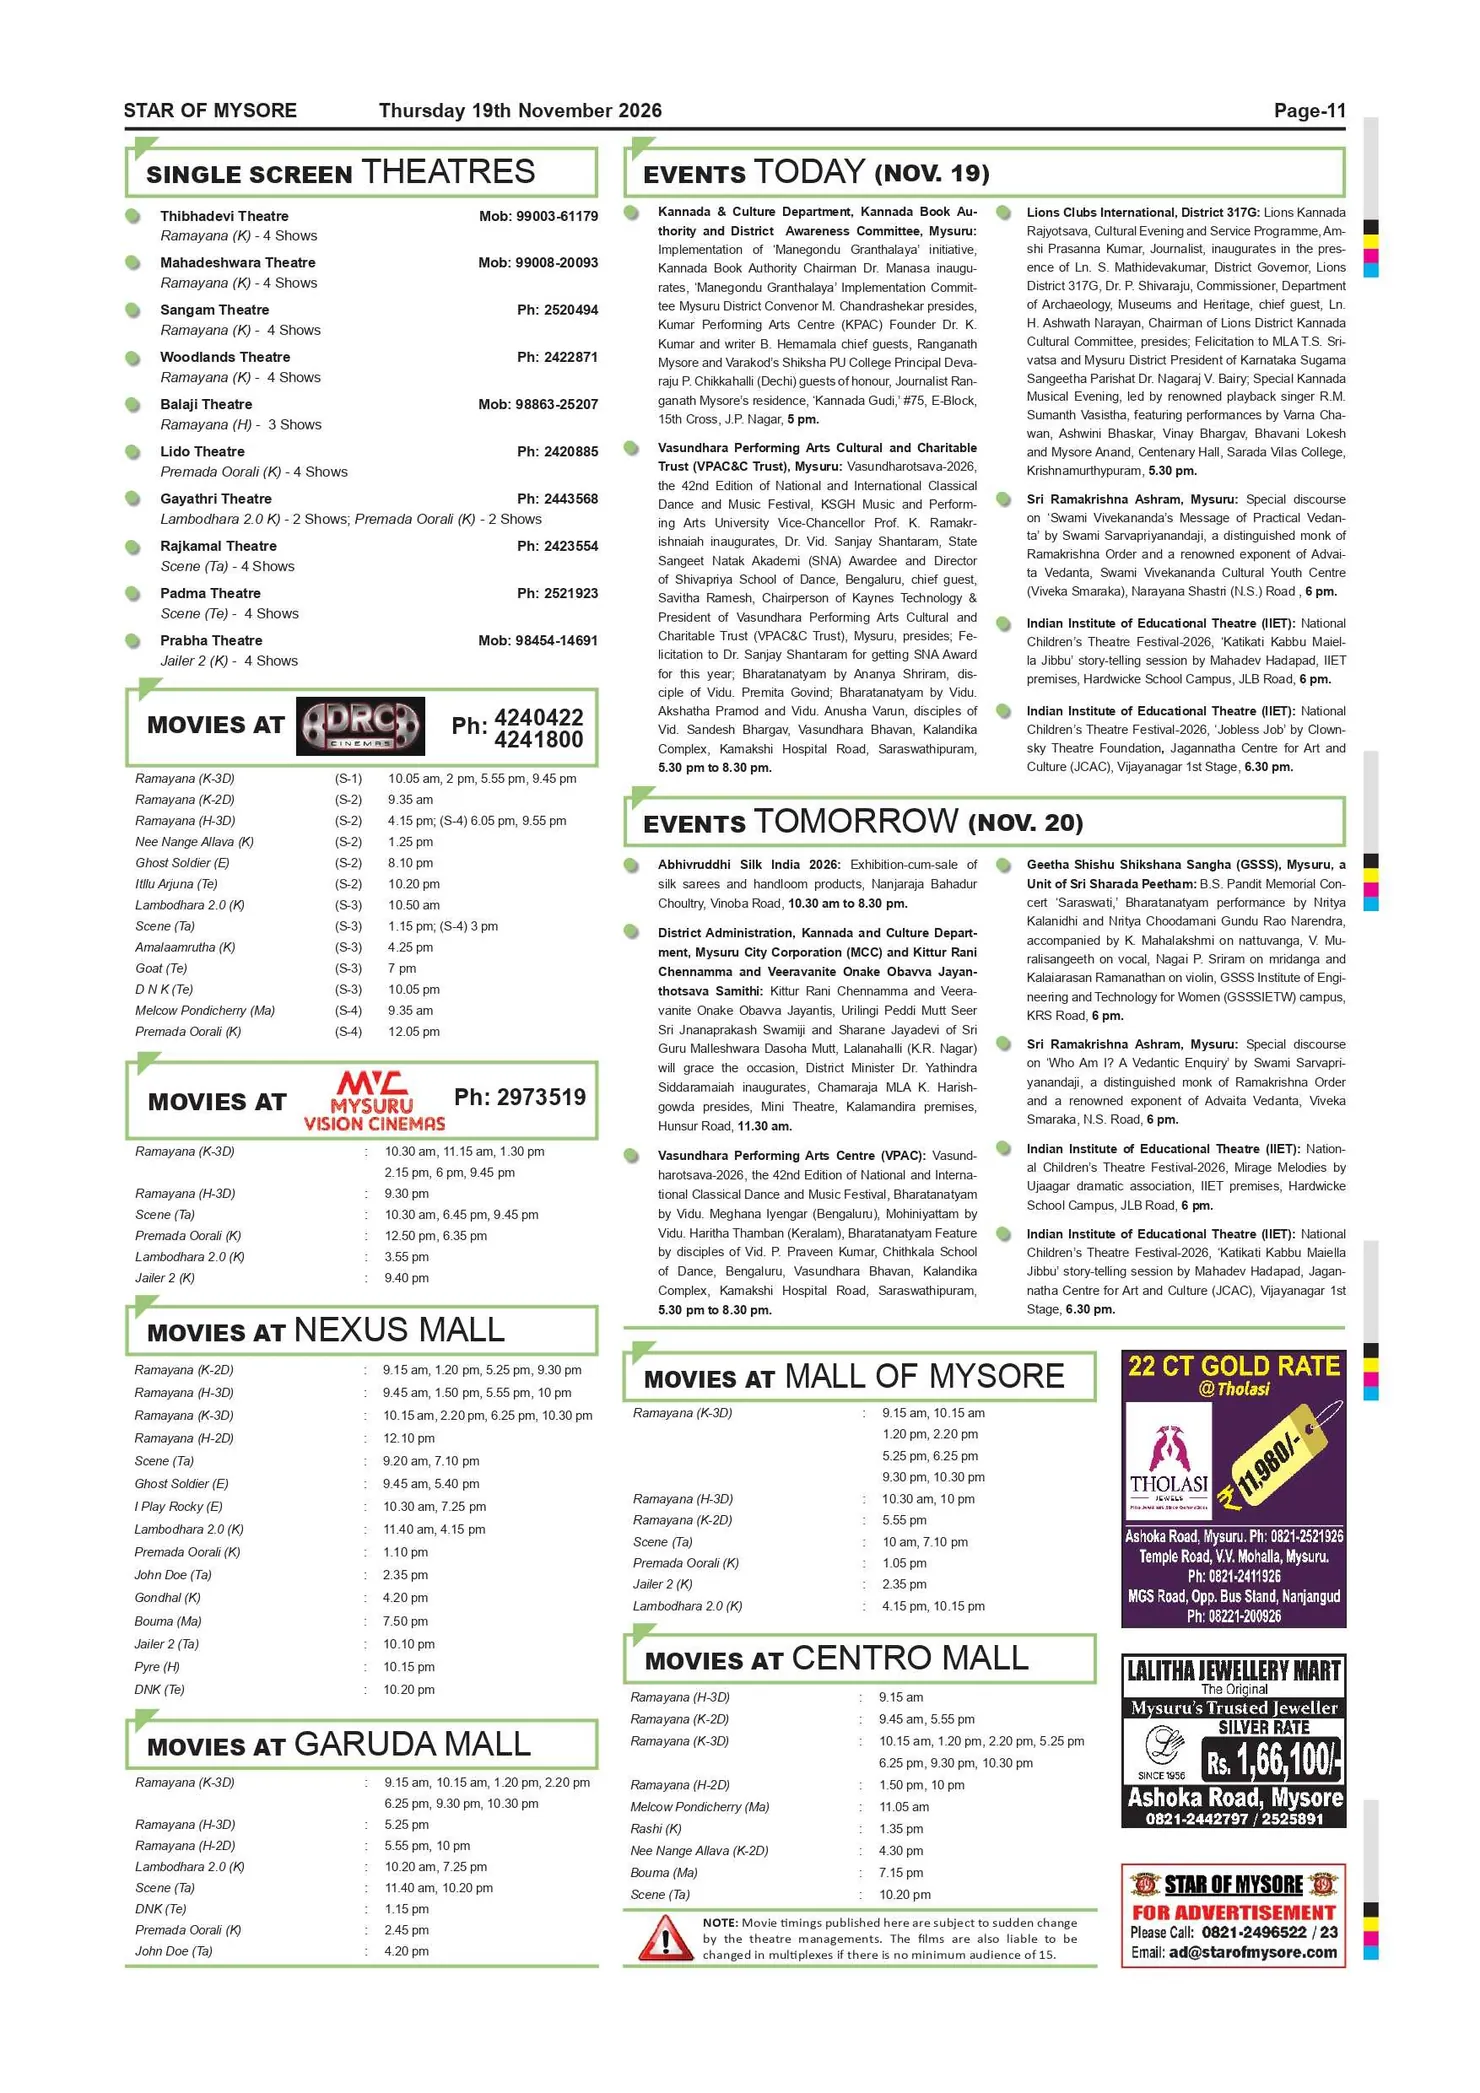 STAR OF MYSORE Thursday 19th November 2026 Page-11
SINGLE SCREEN THEATRES
Thibhadevi Theatre Mob: 99003-61179
Ramayana (K) - 4 Shows
Mahadeshwara Theatre Mob: 99008-20093
Ramayana (K) - 4 Shows
Sangam Theatre Ph: 2520494
Ramayana (K) - 4 Shows
Woodlands Theatre Ph: 2422871
Ramayana (K) - 4 Shows
Balaji Theatre Mob: 98863-25207
Ramayana (H) - 3 Shows
Lido Theatre Ph: 2420885
Premada Oorali (K) - 4 Shows
Gayathri Theatre Ph: 2443568
Lambodhara 2.0 K) - 2 Shows; Premada Oorali (K) - 2 Shows
Rajkamal Theatre Ph: 2423554
Scene (Ta) - 4 Shows
Padma Theatre Ph: 2521923
Scene (Te) - 4 Shows
Prabha Theatre Mob: 98454-14691
Jailer 2 (K) - 4 Shows
MOVIES AT DRC CINEMAS Ph: 4240422
4241800
Ramayana (K-3D) (S-1) 10.05 am, 2 pm, 5.55 pm, 9.45 pm
Ramayana (K-2D) (S-2) 9.35 am
Ramayana (H-3D) (S-2) 4.15 pm; (S-4) 6.05 pm, 9.55 pm
Nee Nange Allava (K) (S-2) 1.25 pm
Ghost Soldier (E) (S-2) 8.10 pm
Itllu Arjuna (Te) (S-2) 10.20 pm
Lambodhara 2.0 (K) (S-3) 10.50 am
Scene (Ta) (S-3) 1.15 pm; (S-4) 3 pm
Amalaamrutha (K) (S-3) 4.25 pm
Goat (Te) (S-3) 7 pm
D N K (Te) (S-3) 10.05 pm
Melcow Pondicherry (Ma) (S-4) 9.35 am
Premada Oorali (K) (S-4) 12.05 pm
MOVIES AT MYC MYSURU VISION CINEMAS Ph: 2973519
Ramayana (K-3D) : 10.30 am, 11.15 am, 1.30 pm
2.15 pm, 6 pm, 9.45 pm
Ramayana (H-3D) : 9.30 pm
Scene (Ta) : 10.30 am, 6.45 pm, 9.45 pm
Premada Oorali (K) : 12.50 pm, 6.35 pm
Lambodhara 2.0 (K) : 3.55 pm
Jailer 2 (K) : 9.40 pm
MOVIES AT NEXUS MALL
Ramayana (K-2D) : 9.15 am, 1.20 pm, 5.25 pm, 9.30 pm
Ramayana (H-3D) : 9.45 am, 1.50 pm, 5.55 pm, 10 pm
Ramayana (K-3D) : 10.15 am, 2.20 pm, 6.25 pm, 10.30 pm
Ramayana (H-2D) : 12.10 pm
Scene (Ta) : 9.20 am, 7.10 pm
Ghost Soldier (E) : 9.45 am, 5.40 pm
I Play Rocky (E) : 10.30 am, 7.25 pm
Lambodhara 2.0 (K) : 11.40 am, 4.15 pm
Premada Oorali (K) : 1.10 pm
John Doe (Ta) : 2.35 pm
Gondhal (K) : 4.20 pm
Bouma (Ma) : 7.50 pm
Jailer 2 (Ta) : 10.10 pm
Pyre (H) : 10.15 pm
DNK (Te) : 10.20 pm
MOVIES AT GARUDA MALL
Ramayana (K-3D) : 9.15 am, 10.15 am, 1.20 pm, 2.20 pm
6.25 pm, 9.30 pm, 10.30 pm
Ramayana (H-3D) : 5.25 pm
Ramayana (H-2D) : 5.55 pm, 10 pm
Lambodhara 2.0 (K) : 10.20 am, 7.25 pm
Scene (Ta) : 11.40 am, 10.20 pm
DNK (Te) : 1.15 pm
Premada Oorali (K) : 2.45 pm
John Doe (Ta) : 4.20 pm
EVENTS TODAY (NOV. 19)
Kannada & Culture Department, Kannada Book Au-
thority and District Awareness Committee, Mysuru:
Implementation of ‘Manegondu Granthalaya’ initiative,
Kannada Book Authority Chairman Dr. Manasa inaugu-
rates, ‘Manegondu Granthalaya’ Implementation Commit-
tee Mysuru District Convenor M. Chandrashekar presides,
Kumar Performing Arts Centre (KPAC) Founder Dr. K.
Kumar and writer B. Hemamala chief guests, Ranganath
Mysore and Varakod’s Shiksha PU College Principal Deva-
raju P. Chikkahalli (Dechi) guests of honour, Journalist Ran-
ganath Mysore’s residence, ‘Kannada Gudi,’ #75, E-Block,
15th Cross, J.P. Nagar, 5 pm.
Vasundhara Performing Arts Cultural and Charitable
Trust (VPAC&C Trust), Mysuru: Vasundharotsava-2026,
the 42nd Edition of National and International Classical
Dance and Music Festival, KSGH Music and Perform-
ing Arts University Vice-Chancellor Prof. K. Ramakr-
ishnaiah inaugurates, Dr. Vid. Sanjay Shantaram, State
Sangeet Natak Akademi (SNA) Awardee and Director
of Shivapriya School of Dance, Bengaluru, chief guest,
Savitha Ramesh, Chairperson of Kaynes Technology &
President of Vasundhara Performing Arts Cultural and
Charitable Trust (VPAC&C Trust), Mysuru, presides; Fe-
licitation to Dr. Sanjay Shantaram for getting SNA Award
for this year; Bharatanatyam by Ananya Shriram, dis-
ciple of Vidu. Premita Govind; Bharatanatyam by Vidu.
Akshatha Pramod and Vidu. Anusha Varun, disciples of
Vid. Sandesh Bhargav, Vasundhara Bhavan, Kalandika
Complex, Kamakshi Hospital Road, Saraswathipuram,
5.30 pm to 8.30 pm.
Lions Clubs International, District 317G: Lions Kannada
Rajyotsava, Cultural Evening and Service Programme, Am-
shi Prasanna Kumar, Journalist, inaugurates in the pres-
ence of Ln. S. Mathidevakumar, District Governor, Lions
District 317G, Dr. P. Shivaraju, Commissioner, Department
of Archaeology, Museums and Heritage, chief guest, Ln.
H. Ashwath Narayan, Chairman of Lions District Kannada
Cultural Committee, presides; Felicitation to MLA T.S. Sri-
vatsa and Mysuru District President of Karnataka Sugama
Sangeetha Parishat Dr. Nagaraj V. Bairy; Special Kannada
Musical Evening, led by renowned playback singer R.M.
Sumanth Vasistha, featuring performances by Varna Cha-
wan, Ashwini Bhaskar, Vinay Bhargav, Bhavani Lokesh
and Mysore Anand, Centenary Hall, Sarada Vilas College,
Krishnamurthypuram, 5.30 pm.
Sri Ramakrishna Ashram, Mysuru: Special discourse
on ‘Swami Vivekananda’s Message of Practical Vedan-
ta’ by Swami Sarvapriyanandaji, a distinguished monk of
Ramakrishna Order and a renowned exponent of Advai-
ta Vedanta, Swami Vivekananda Cultural Youth Centre
(Viveka Smaraka), Narayana Shastri (N.S.) Road , 6 pm.
Indian Institute of Educational Theatre (IIET): National
Children’s Theatre Festival-2026, ‘Katikati Kabbu Maiel-
la Jibbu’ story-telling session by Mahadev Hadapad, IIET
premises, Hardwicke School Campus, JLB Road, 6 pm.
Indian Institute of Educational Theatre (IIET): National
Children’s Theatre Festival-2026, ‘Jobless Job’ by Clown-
sky Theatre Foundation, Jagannatha Centre for Art and
Culture (JCAC), Vijayanagar 1st Stage, 6.30 pm.
EVENTS TOMORROW (NOV. 20)
Abhivruddhi Silk India 2026: Exhibition-cum-sale of
silk sarees and handloom products, Nanjaraja Bahadur
Choultry, Vinoba Road, 10.30 am to 8.30 pm.
District Administration, Kannada and Culture Depart-
ment, Mysuru City Corporation (MCC) and Kittur Rani
Chennamma and Veeravanite Onake Obavva Jayan-
thotsava Samithi: Kittur Rani Chennamma and Veera-
vanite Onake Obavva Jayantis, Urilingi Peddi Mutt Seer
Sri Jnanaprakash Swamiji and Sharane Jayadevi of Sri
Guru Malleshwara Dasoha Mutt, Lalanahalli (K.R. Nagar)
will grace the occasion, District Minister Dr. Yathindra
Siddaramaiah inaugurates, Chamaraja MLA K. Harish-
gowda presides, Mini Theatre, Kalamandira premises,
Hunsur Road, 11.30 am.
Vasundhara Performing Arts Centre (VPAC): Vasund-
harotsava-2026, the 42nd Edition of National and Interna-
tional Classical Dance and Music Festival, Bharatanatyam
by Vidu. Meghana Iyengar (Bengaluru), Mohiniyattam by
Vidu. Haritha Thamban (Keralam), Bharatanatyam Feature
by disciples of Vid. P. Praveen Kumar, Chithkala School
of Dance, Bengaluru, Vasundhara Bhavan, Kalandika
Complex, Kamakshi Hospital Road, Saraswathipuram,
5.30 pm to 8.30 pm.
Geetha Shishu Shikshana Sangha (GSSS), Mysuru, a
Unit of Sri Sharada Peetham: B.S. Pandit Memorial Con-
cert ‘Saraswati,’ Bharatanatyam performance by Nritya
Kalanidhi and Nritya Choodamani Gundu Rao Narendra,
accompanied by K. Mahalakshmi on nattuvanga, V. Mu-
ralisangeeth on vocal, Nagai P. Sriram on mridanga and
Kalaiarasan Ramanathan on violin, GSSS Institute of Engi-
neering and Technology for Women (GSSSIETW) campus,
KRS Road, 6 pm.
Sri Ramakrishna Ashram, Mysuru: Special discourse
on ‘Who Am I? A Vedantic Enquiry’ by Swami Sarvapri-
yanandaji, a distinguished monk of Ramakrishna Order
and a renowned exponent of Advaita Vedanta, Viveka
Smaraka, N.S. Road, 6 pm.
Indian Institute of Educational Theatre (IIET): Nation-
al Children’s Theatre Festival-2026, Mirage Melodies by
Ujaagar dramatic association, IIET premises, Hardwicke
School Campus, JLB Road, 6 pm.
Indian Institute of Educational Theatre (IIET): National
Children’s Theatre Festival-2026, ‘Katikati Kabbu Maiella
Jibbu’ story-telling session by Mahadev Hadapad, Jagan-
natha Centre for Art and Culture (JCAC), Vijayanagar 1st
Stage, 6.30 pm.
MOVIES AT MALL OF MYSORE
Ramayana (K-3D) : 9.15 am, 10.15 am
1.20 pm, 2.20 pm
5.25 pm, 6.25 pm
9.30 pm, 10.30 pm
Ramayana (H-3D) : 10.30 am, 10 pm
Ramayana (K-2D) : 5.55 pm
Scene (Ta) : 10 am, 7.10 pm
Premada Oorali (K) : 1.05 pm
Jailer 2 (K) : 2.35 pm
Lambodhara 2.0 (K) : 4.15 pm, 10.15 pm
MOVIES AT CENTRO MALL
Ramayana (H-3D) : 9.15 am
Ramayana (K-2D) : 9.45 am, 5.55 pm
Ramayana (K-3D) : 10.15 am, 1.20 pm, 2.20 pm, 5.25 pm
6.25 pm, 9.30 pm, 10.30 pm
Ramayana (H-2D) : 1.50 pm, 10 pm
Melcow Pondicherry (Ma) : 11.05 am
Rashi (K) : 1.35 pm
Nee Nange Allava (K-2D) : 4.30 pm
Bouma (Ma) : 7.15 pm
Scene (Ta) : 10.20 pm
NOTE: Movie timings published here are subject to sudden change
by the theatre managements. The films are also liable to be
changed in multiplexes if there is no minimum audience of 15.
22 CT GOLD RATE
@ Tholasi
THOLASI
JEWELS
₹ 11,980/-
Ashoka Road, Mysuru. Ph: 0821-2521926
Temple Road, V.V. Mohalla, Mysuru.
Ph: 0821-2411926
MGS Road, Opp. Bus Stand, Nanjangud
Ph: 08221-200926
LALITHA JEWELLERY MART
The Original
Mysuru’s Trusted Jeweller
SILVER RATE
Rs. 1,66,100/-
SINCE 1956
Ashoka Road, Mysore
0821-2442797 / 2525891
STAR OF MYSORE
FOR ADVERTISEMENT
Please Call: 0821-2496522 / 23
Email: ad@starofmysore.com